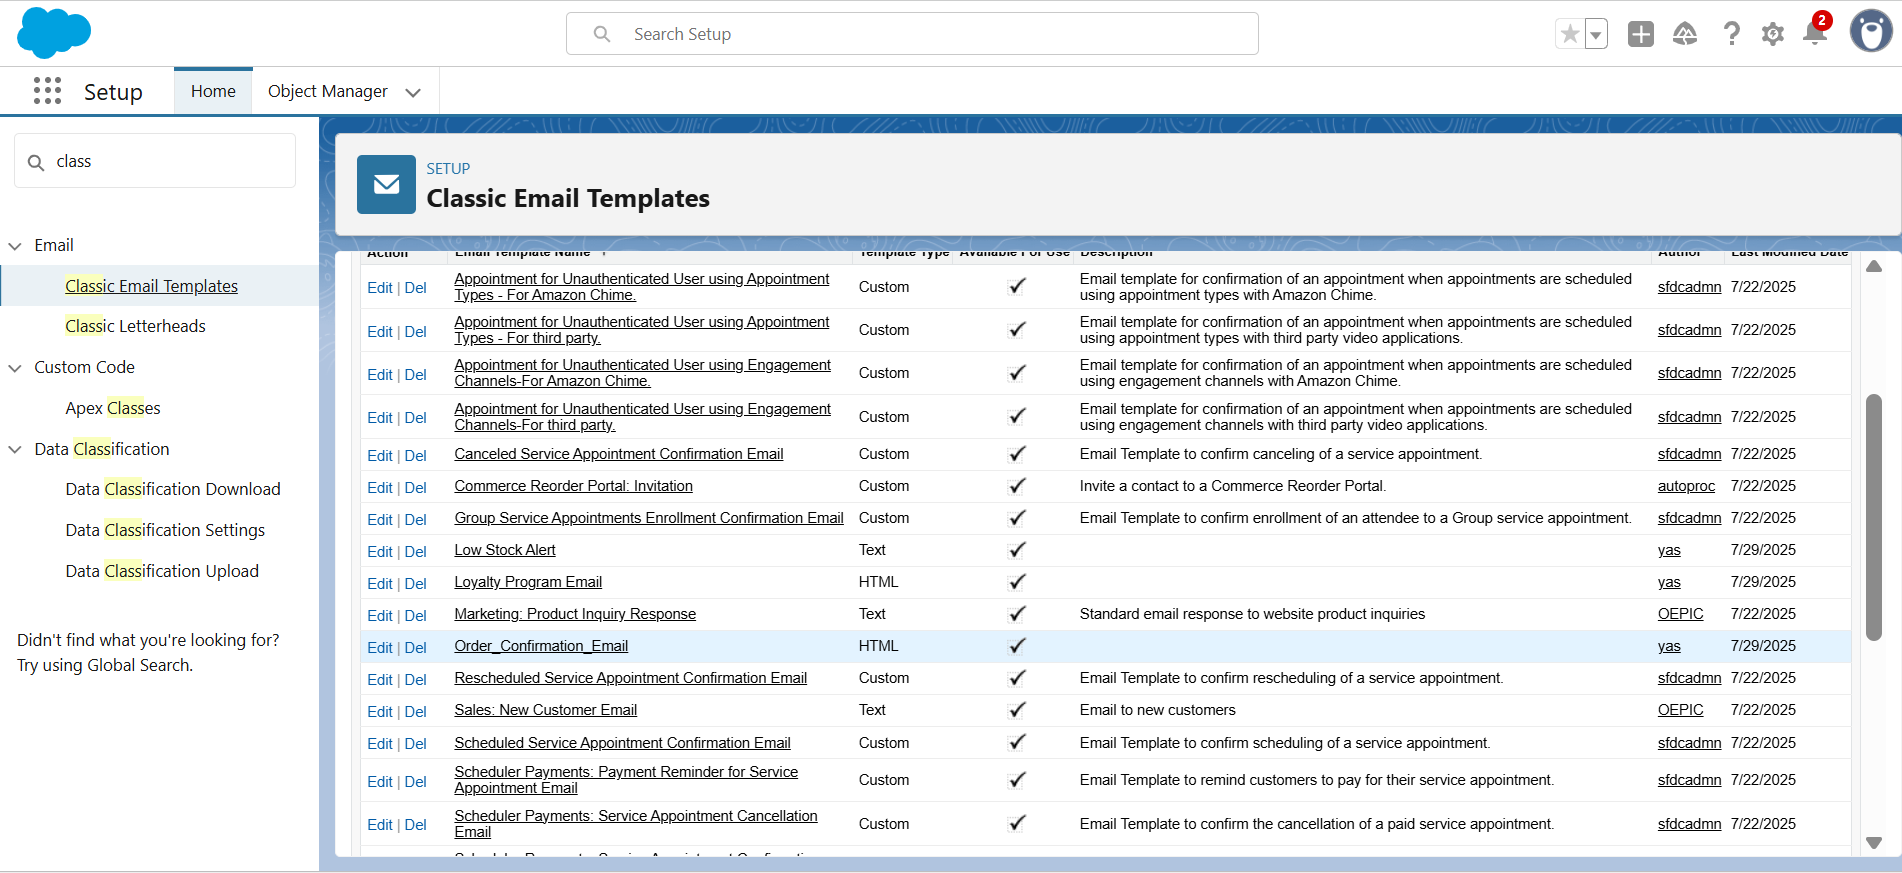 Search Setup
2
Setup
Home
Object Manager
class
SETUP
Classic Email Templates
Email
Classic Email Templates
Classic Letterheads
Custom Code
Apex Classes
Data Classification
Data Classification Download
Data Classification Settings
Data Classification Upload
Didn't find what you're looking for?
Try using Global Search.
Action Email Template Name Template Type Available For Use Description Author Last Modified Date
Edit | Del Appointment for Unauthenticated User using Appointment Types - For Amazon Chime. Custom Email template for confirmation of an appointment when appointments are scheduled using appointment types with Amazon Chime. sfdcadmn 7/22/2025
Edit | Del Appointment for Unauthenticated User using Appointment Types - For third party. Custom Email template for confirmation of an appointment when appointments are scheduled using appointment types with third party video applications. sfdcadmn 7/22/2025
Edit | Del Appointment for Unauthenticated User using Engagement Channels-For Amazon Chime. Custom Email template for confirmation of an appointment when appointments are scheduled using engagement channels with Amazon Chime. sfdcadmn 7/22/2025
Edit | Del Appointment for Unauthenticated User using Engagement Channels-For third party. Custom Email template for confirmation of an appointment when appointments are scheduled using engagement channels with third party video applications. sfdcadmn 7/22/2025
Edit | Del Canceled Service Appointment Confirmation Email Custom Email Template to confirm canceling of a service appointment. sfdcadmn 7/22/2025
Edit | Del Commerce Reorder Portal: Invitation Custom Invite a contact to a Commerce Reorder Portal. autoproc 7/22/2025
Edit | Del Group Service Appointments Enrollment Confirmation Email Custom Email Template to confirm enrollment of an attendee to a Group service appointment. sfdcadmn 7/22/2025
Edit | Del Low Stock Alert Text yas 7/29/2025
Edit | Del Loyalty Program Email HTML yas 7/29/2025
Edit | Del Marketing: Product Inquiry Response Text Standard email response to website product inquiries OEPIC 7/22/2025
Edit | Del Order_Confirmation_Email HTML yas 7/29/2025
Edit | Del Rescheduled Service Appointment Confirmation Email Custom Email Template to confirm rescheduling of a service appointment. sfdcadmn 7/22/2025
Edit | Del Sales: New Customer Email Text Email to new customers OEPIC 7/22/2025
Edit | Del Scheduled Service Appointment Confirmation Email Custom Email Template to confirm scheduling of a service appointment. sfdcadmn 7/22/2025
Edit | Del Scheduler Payments: Payment Reminder for Service Appointment Email Custom Email Template to remind customers to pay for their service appointment. sfdcadmn 7/22/2025
Edit | Del Scheduler Payments: Service Appointment Cancellation Email Custom Email Template to confirm the cancellation of a paid service appointment. sfdcadmn 7/22/2025